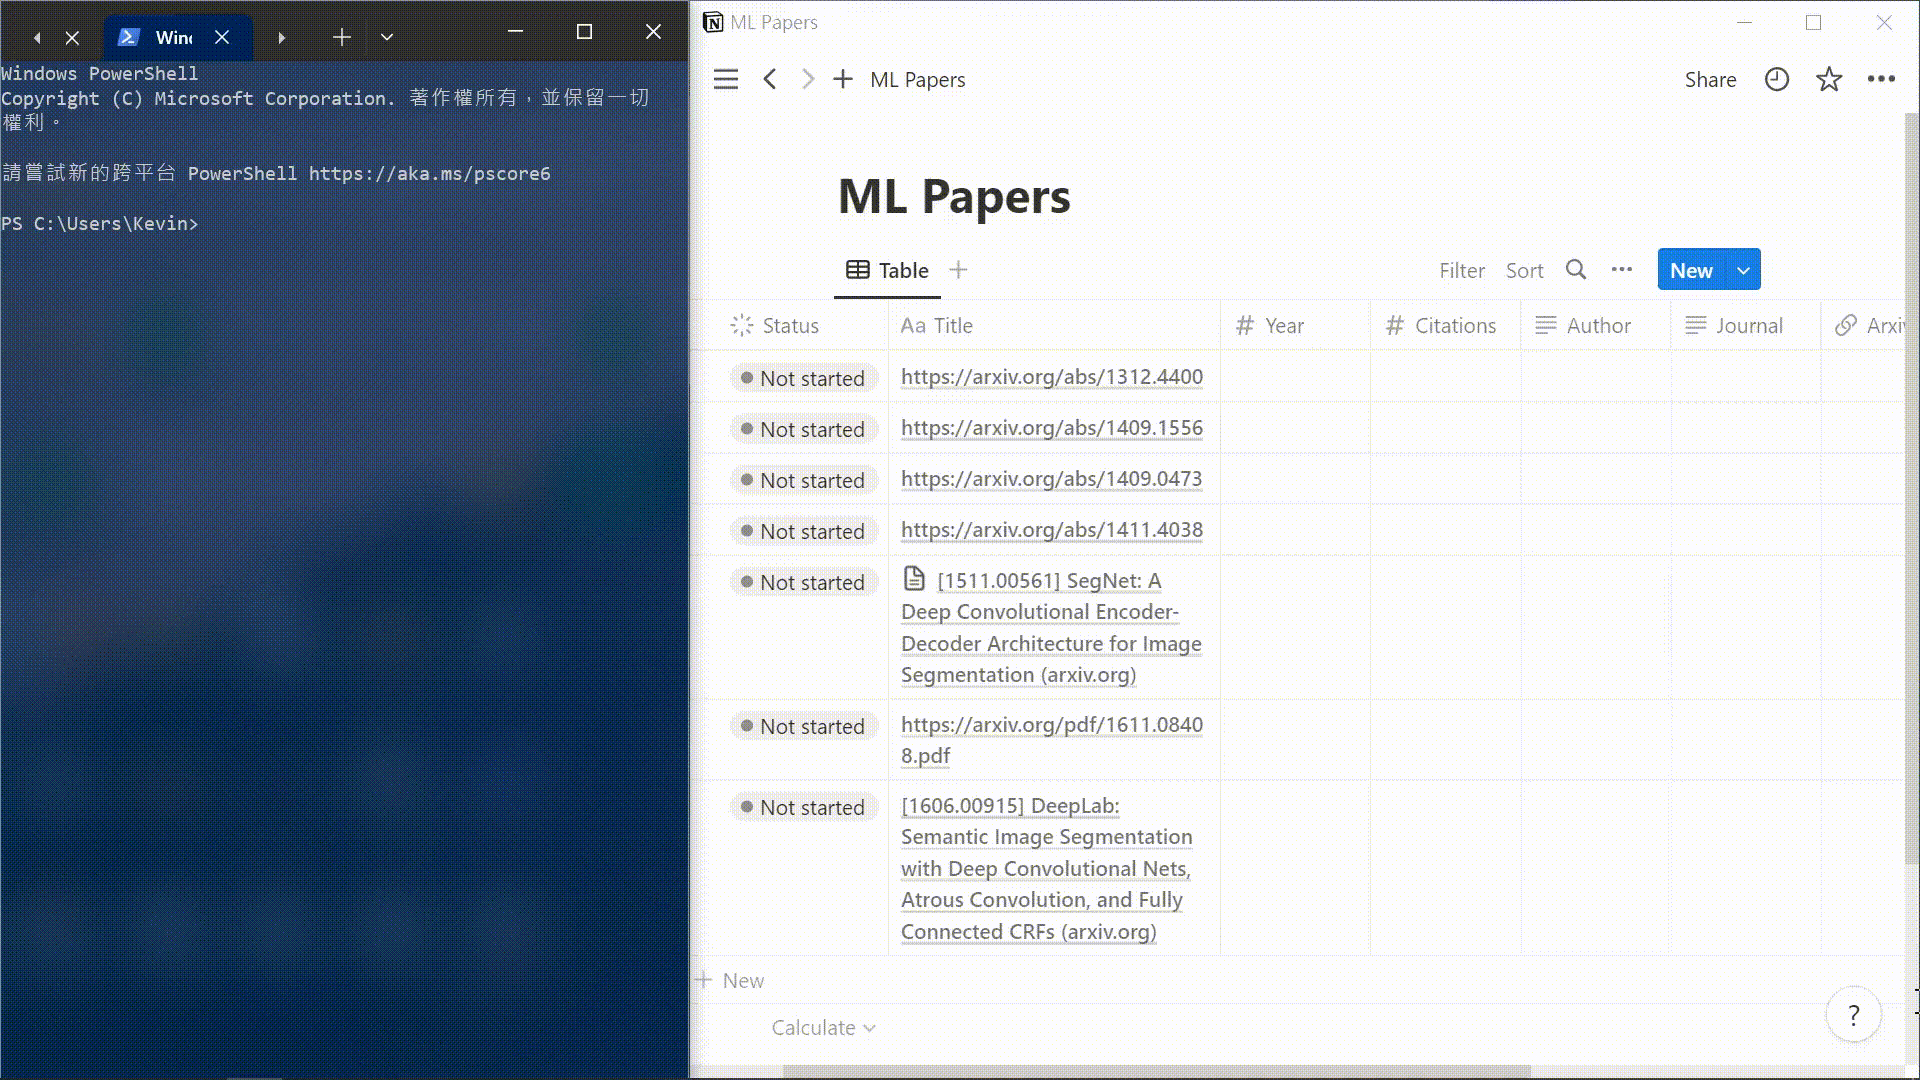 Wind
Windows PowerShell
Copyright (C) Microsoft Corporation. 著作權所有，並保留一切
權利。
請嘗試新的跨平台 PowerShell https://aka.ms/pscore6
PS C:\Users\Kevin>
ML Papers
ML Papers
Share
ML Papers
Table
Filter Sort
New
Status Title Year Citations Author Journal Arxiv
Not started https://arxiv.org/abs/1312.4400
Not started https://arxiv.org/abs/1409.1556
Not started https://arxiv.org/abs/1409.0473
Not started https://arxiv.org/abs/1411.4038
Not started [1511.00561] SegNet: A
Deep Convolutional Encoder-
Decoder Architecture for Image
Segmentation (arxiv.org)
Not started https://arxiv.org/pdf/1611.0840
8.pdf
Not started [1606.00915] DeepLab:
Semantic Image Segmentation
with Deep Convolutional Nets,
Atrous Convolution, and Fully
Connected CRFs (arxiv.org)
+ New
Calculate
?